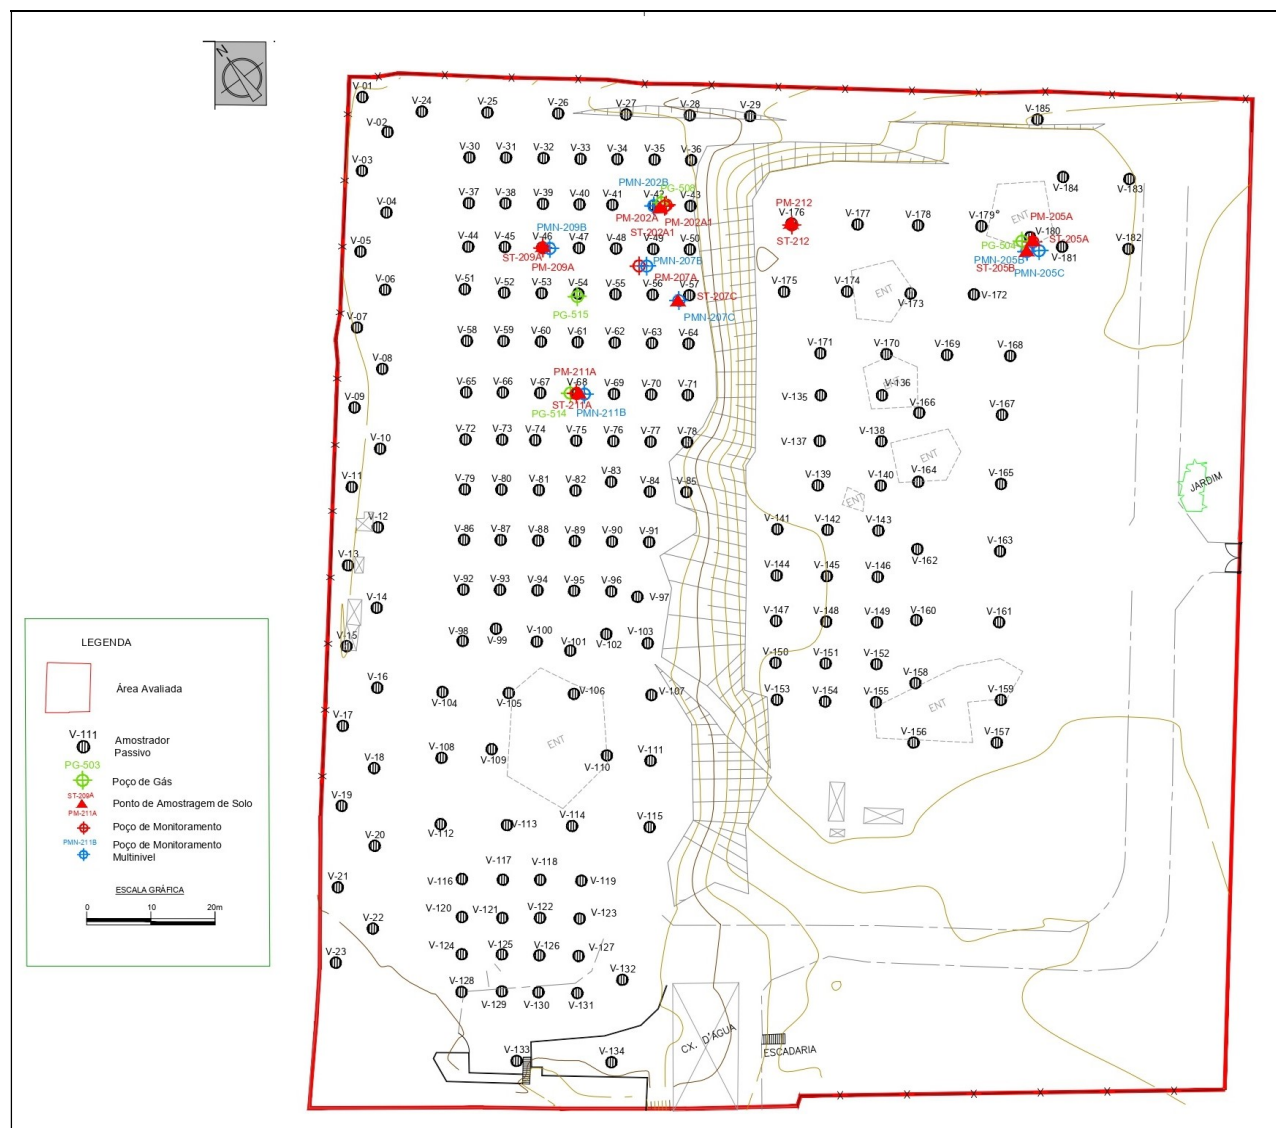 N
V-01
V-24
V-25
V-26
V-27
V-28
V-29
V-185
V-02
V-03
V-30
V-31
V-32
V-33
V-34
V-35
V-36
V-184
V-183
V-04
V-37
V-38
V-39
V-40
V-41
PMN-202B
V-42
PG-508
V-43
PM-202A
PM-202A1
ST-202A1
PM-212
V-176
ST-212
V-177
V-178
V-179°
ENT
PM-205A
V-180
ST-205A
PG-504
PMN-205B
ST-205B
PMN-205C
V-181
V-182
V-05
V-44
V-45
PMN-209B
V-46
ST-209A
PM-209A
V-47
V-48
V-49
V-50
PMN-207B
PM-207A
V-06
V-51
V-52
V-53
V-54
PG-515
V-55
V-56
V-57
ST-207C
PMN-207C
V-175
V-174
ENT
V-173
V-172
V-07
V-58
V-59
V-60
V-61
V-62
V-63
V-64
V-171
V-170
V-169
V-168
V-08
V-09
V-65
V-66
V-67
PM-211A
V-68
ST-211A
PG-514
PMN-211B
V-69
V-70
V-71
V-135
ENT
V-136
V-166
V-167
V-10
V-72
V-73
V-74
V-75
V-76
V-77
V-78
V-137
V-138
ENT
V-11
V-79
V-80
V-81
V-82
V-83
V-84
V-85
V-139
V-140
V-164
V-165
ENT
JARDIM
V-12
V-86
V-87
V-88
V-89
V-90
V-91
V-141
V-142
V-143
V-162
V-163
V-13
V-92
V-93
V-94
V-95
V-96
V-97
V-144
V-145
V-146
V-14
V-147
V-148
V-149
V-160
V-161
V-15
V-98
V-99
V-100
V-101
V-102
V-103
V-150
V-151
V-152
V-158
V-16
V-104
V-105
V-106
V-107
V-153
V-154
V-155
ENT
V-159
V-17
V-108
V-109
ENT
V-110
V-111
V-156
V-157
V-18
V-19
V-112
V-113
V-114
V-115
V-20
V-21
V-116
V-117
V-118
V-119
V-22
V-120
V-121
V-122
V-123
V-23
V-124
V-125
V-126
V-127
V-128
V-129
V-130
V-131
V-132
V-133
V-134
CX. D'ÁGUA
ESCADARIA
LEGENDA
Área Avaliada
V-111
Amostrador
Passivo
PG-503
Poço de Gás
ST-209A
Ponto de Amostragem de Solo
PM-211A
Poço de Monitoramento
PMN-211B
Poço de Monitoramento
Multinivel
ESCALA GRÁFICA
0 10 20m